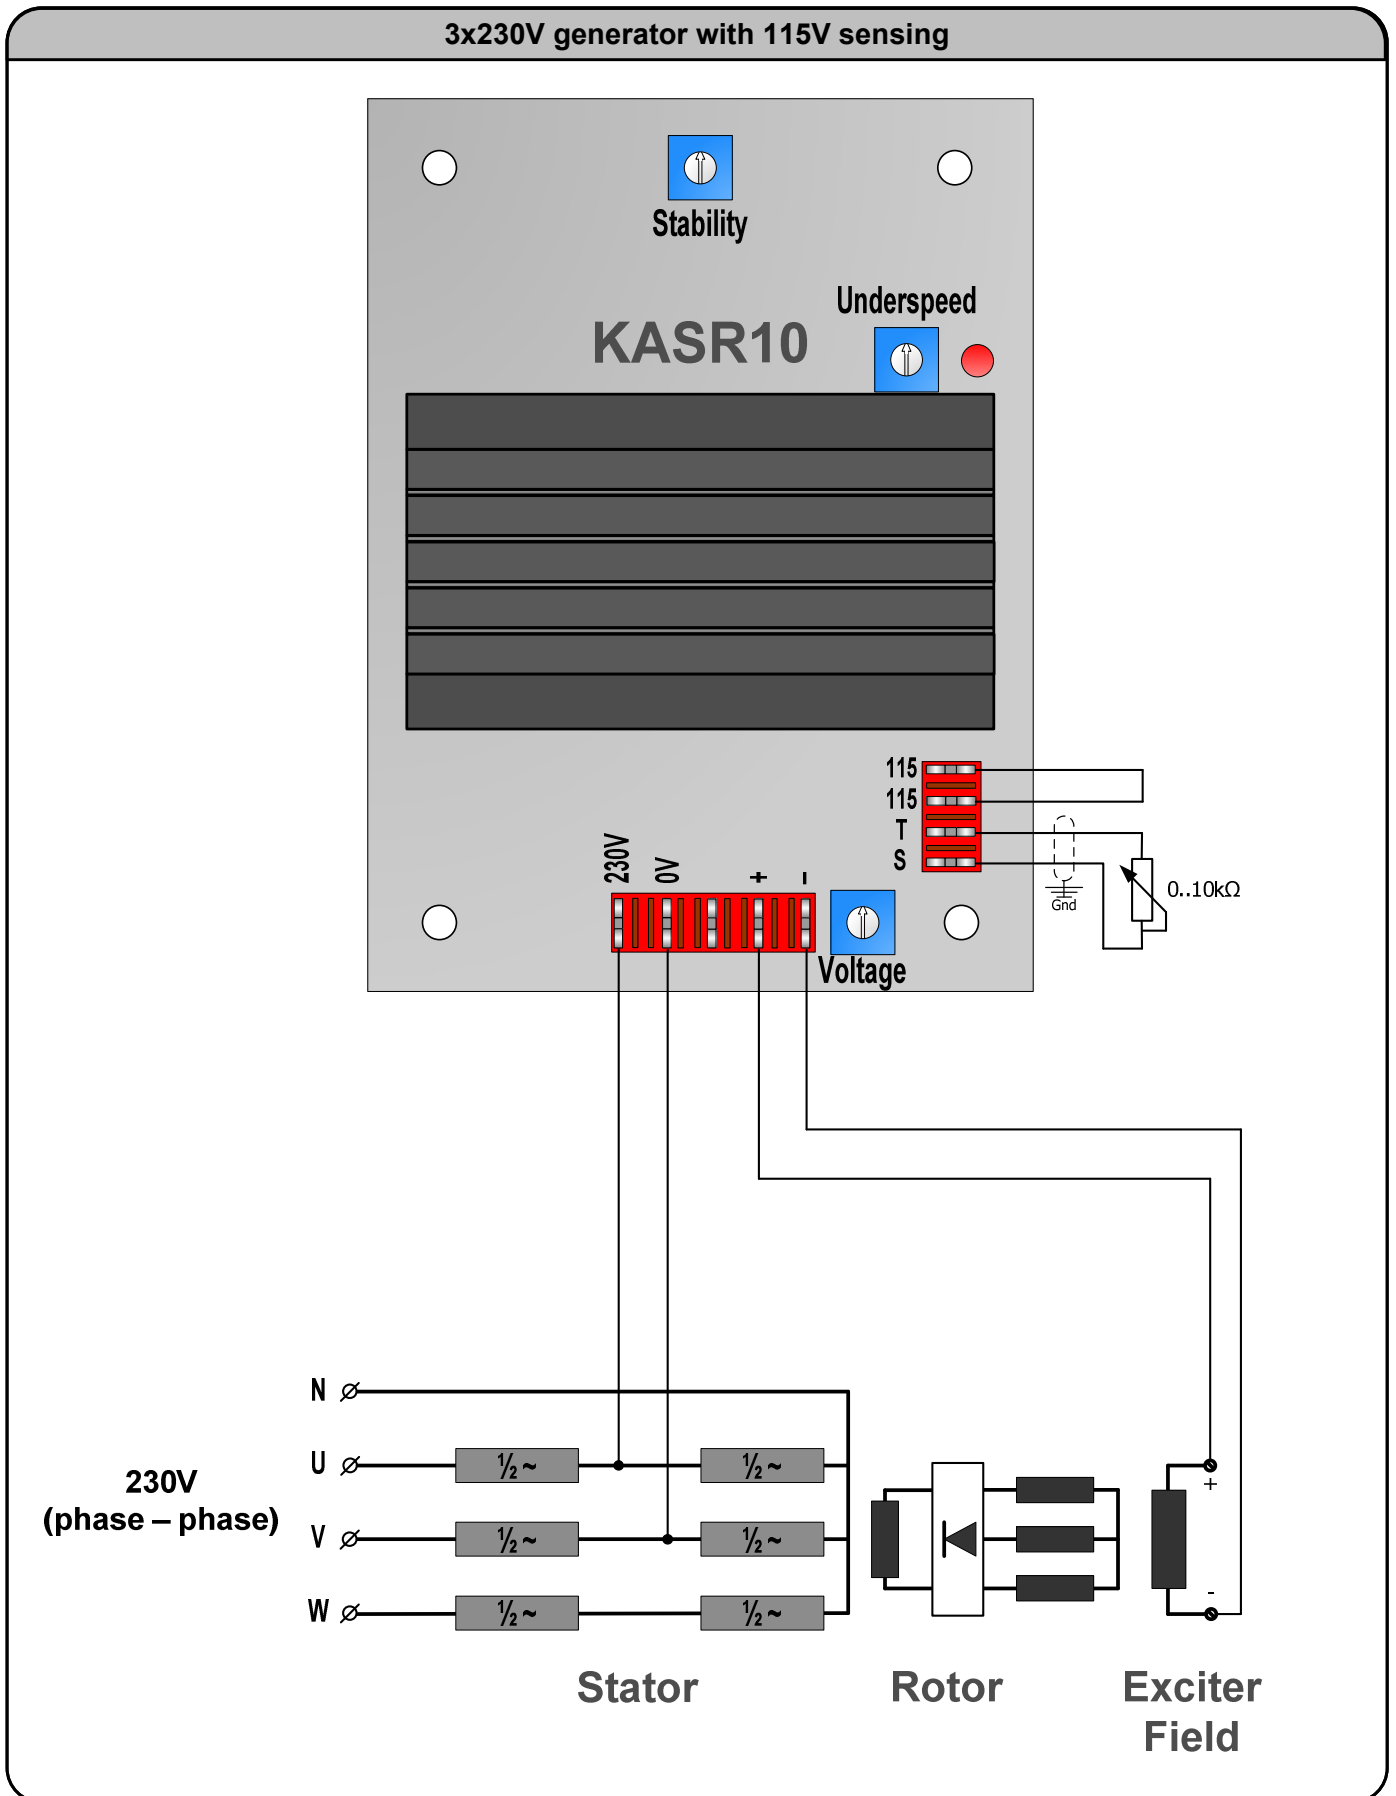 3x230V generator with 115V sensing
Stability
Underspeed
KASR10
115
115
T
S
230V
0V
+
-
Gnd
0..10kΩ
Voltage
N
U
½ ~
½ ~
+
230V
(phase – phase)
V
½ ~
½ ~
-
W
½ ~
½ ~
Stator
Rotor
Exciter
Field